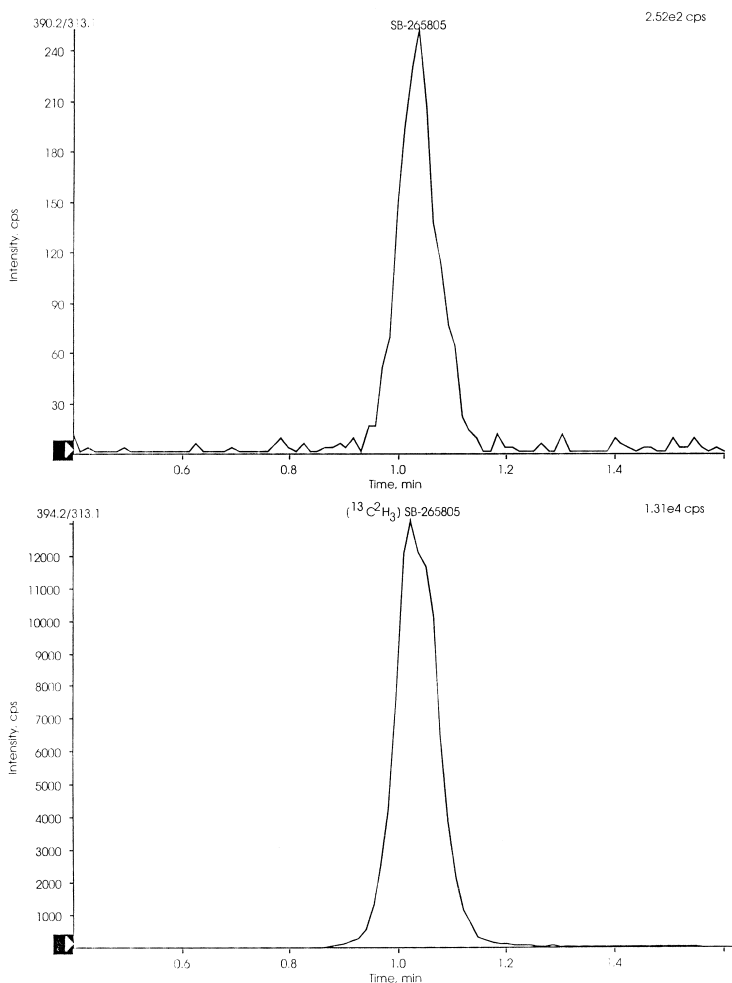 390.2/313.
SB-265805
2.52e2 cps
240
210
180
150
120
90
60
30
Intensity, cps
0.6 0.8 1.0 1.2 1.4
Time, min
394.2/313.1
(¹³C²H₃) SB-265805
1.31e4 cps
12000
11000
10000
9000
8000
7000
6000
5000
4000
3000
2000
1000
Intensity, cps
0.6 0.8 1.0 1.2 1.4
Time, min